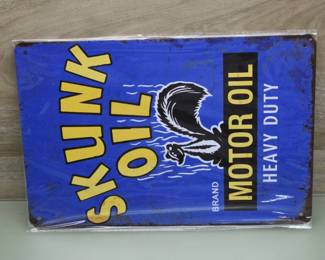 SKUNK
OIL
BRAND
MOTOR OIL
HEAVY DUTY